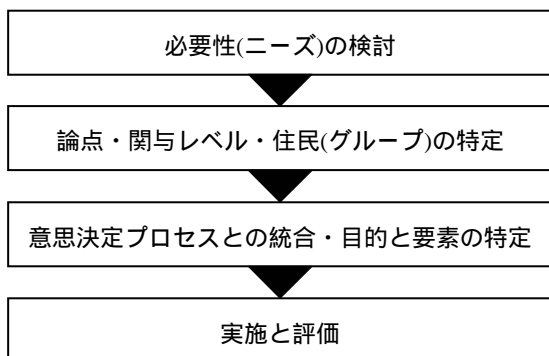 必要性(ニーズ)の検討
論点・関与レベル・住民(グループ)の特定
意思決定プロセスとの統合・目的と要素の特定
実施と評価